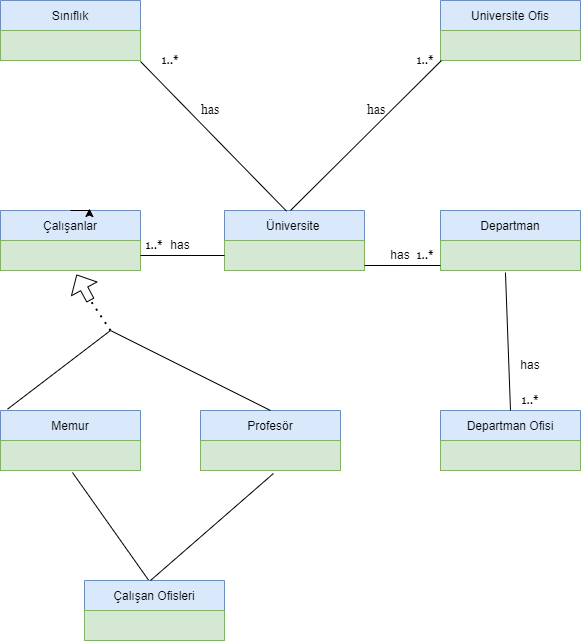 Sınıflık
Universite Ofis
1..*
1..*
has
has
Çalışanlar
Üniversite
Departman
1..* has
has 1..*
has
1..*
Memur
Profesör
Departman Ofisi
Çalışan Ofisleri